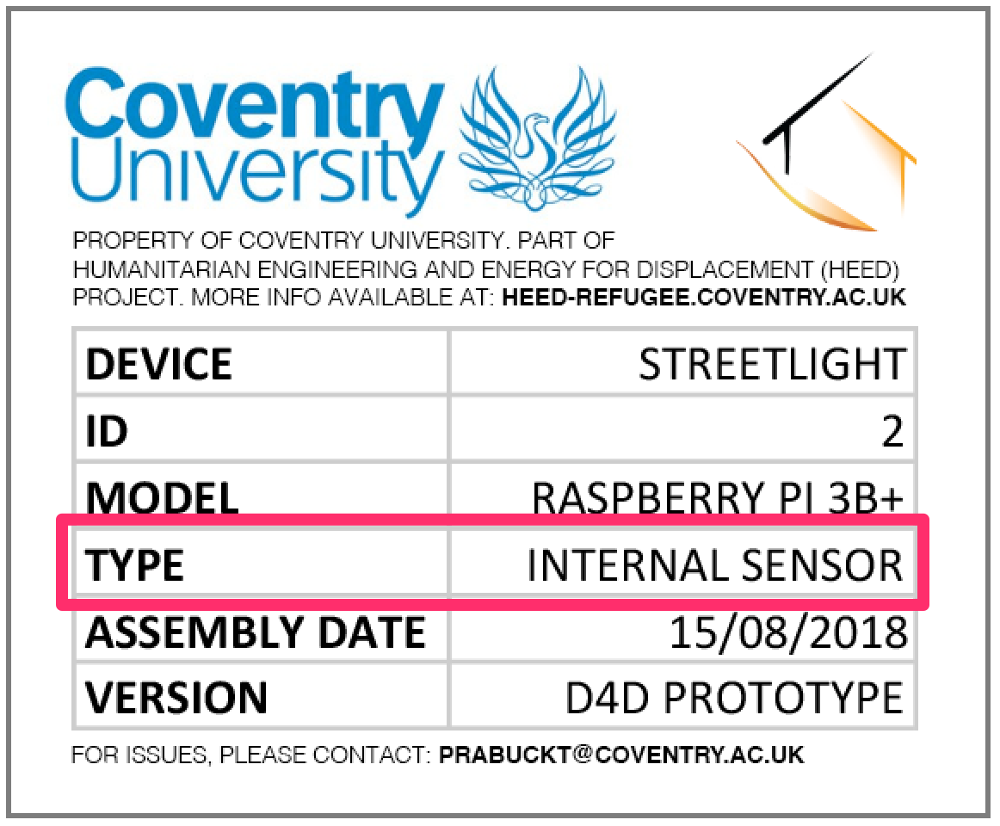 Coventry
University
PROPERTY OF COVENTRY UNIVERSITY. PART OF
HUMANITARIAN ENGINEERING AND ENERGY FOR DISPLACEMENT (HEED)
PROJECT. MORE INFO AVAILABLE AT: HEED-REFUGEE.COVENTRY.AC.UK
DEVICE STREETLIGHT
ID 2
MODEL RASPBERRY PI 3B+
TYPE INTERNAL SENSOR
ASSEMBLY DATE 15/08/2018
VERSION D4D PROTOTYPE
FOR ISSUES, PLEASE CONTACT: PRABUCKT@COVENTRY.AC.UK